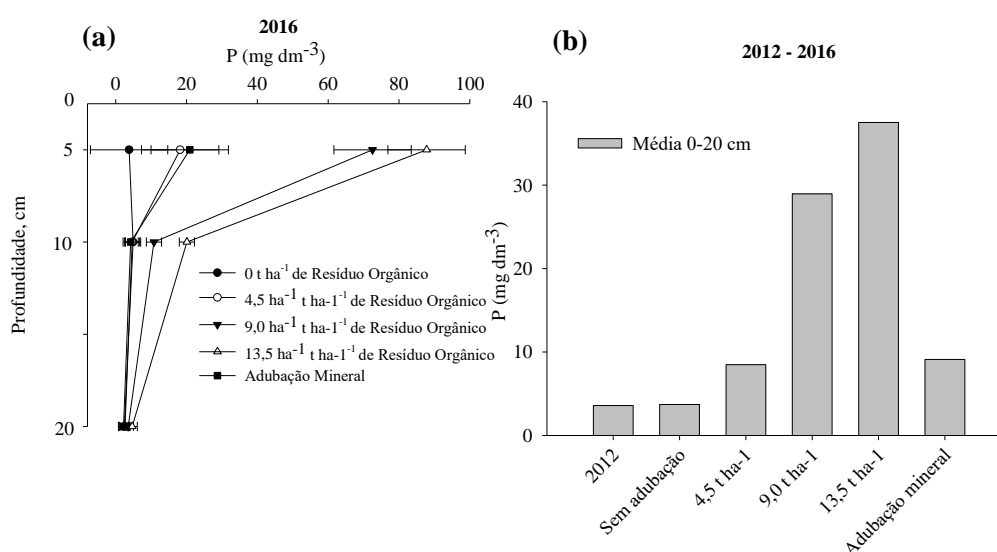 (a)
2016
P (mg dm-3)
0 20 40 60 80 100
0
5
10
20
Profundidade, cm
0 t ha-1 de Resíduo Orgânico
4,5 ha-1 t ha-1-1 de Resíduo Orgânico
9,0 ha-1 t ha-1-1 de Resíduo Orgânico
13,5 ha-1 t ha-1-1 de Resíduo Orgânico
Adubação Mineral
(b)
2012 - 2016
P (mg dm-3)
40
30
20
10
0
Média 0-20 cm
2012
Sem adubação
4,5 t ha-1
9,0 t ha-1
13,5 t ha-1
Adubação mineral